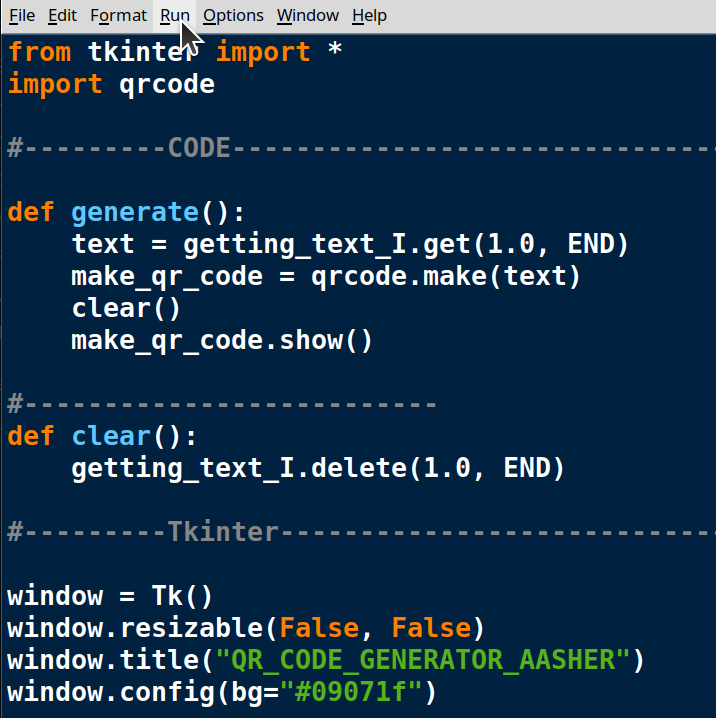 File Edit Format Run Options Window Help
from tkinter import *
import qrcode
#---------CODE------------------------------
def generate():
    text = getting_text_I.get(1.0, END)
    make_qr_code = qrcode.make(text)
    clear()
    make_qr_code.show()
#--------------------------
def clear():
    getting_text_I.delete(1.0, END)
#---------Tkinter---------------------------
window = Tk()
window.resizable(False, False)
window.title("QR_CODE_GENERATOR_AASHER")
window.config(bg="#09071f")